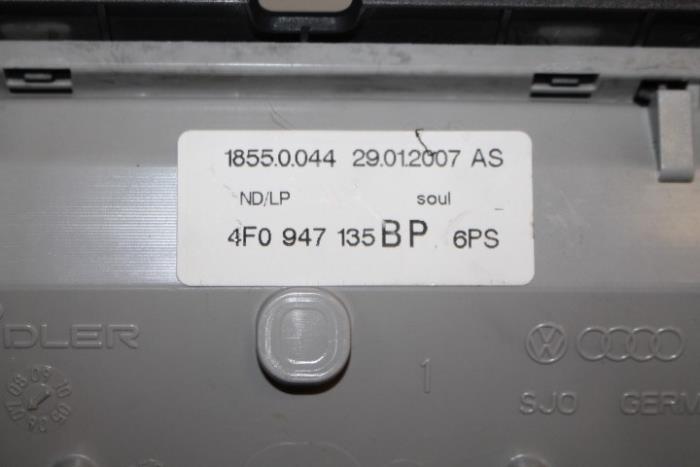 1855.0.044 29.01.2007 AS
ND/LP soul
4F0 947 135 BP 6PS
DLER
1
SJO GERM